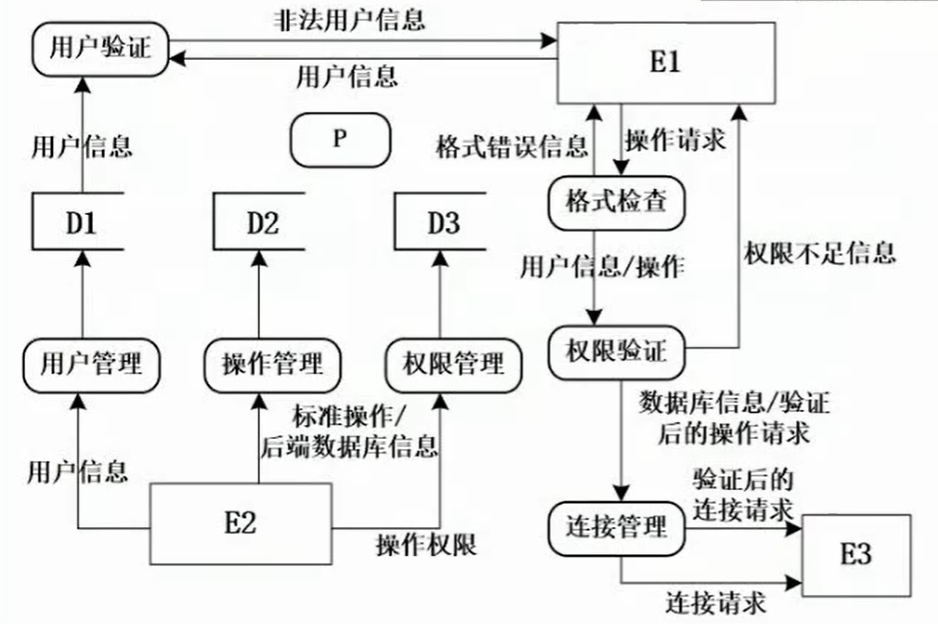 非法用户信息
用户验证
E1
用户信息
P
用户信息
格式错误信息
操作请求
格式检查
D1
D2
D3
用户信息/操作
权限不足信息
用户管理
操作管理
权限管理
权限验证
标准操作/
后端数据库信息
数据库信息/验证
后的操作请求
用户信息
验证后的
连接请求
E2
操作权限
连接管理
E3
连接请求